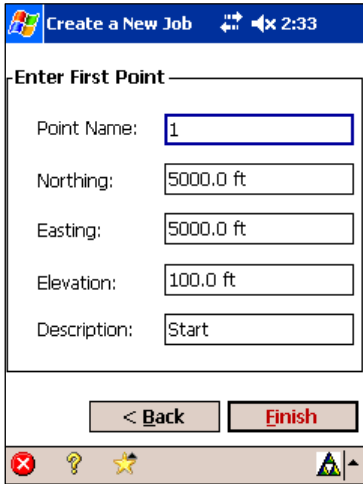 Create a New Job 2:33
Enter First Point
Point Name: 1
Northing: 5000.0 ft
Easting: 5000.0 ft
Elevation: 100.0 ft
Description: Start
< Back Finish